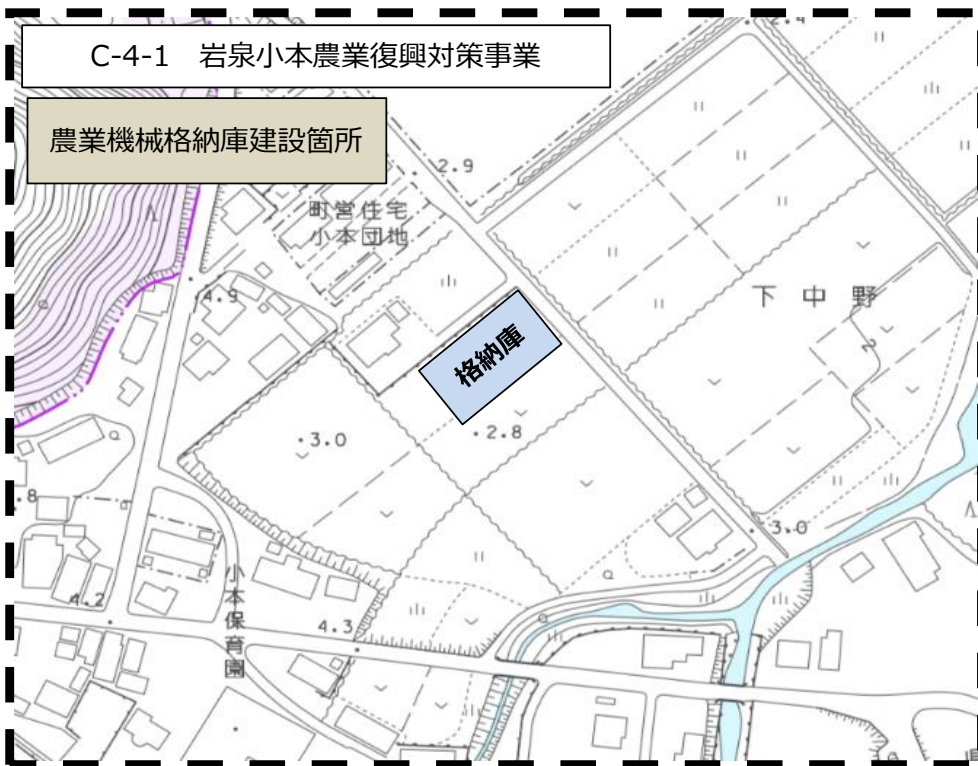 C-4-1 岩泉小本農業復興対策事業
農業機械格納庫建設箇所
2.9
町営住宅
小本団地
4.9
下中野
格納庫
2
3.0
2.8
3.0
.8
小本保育園
4.2
4.3